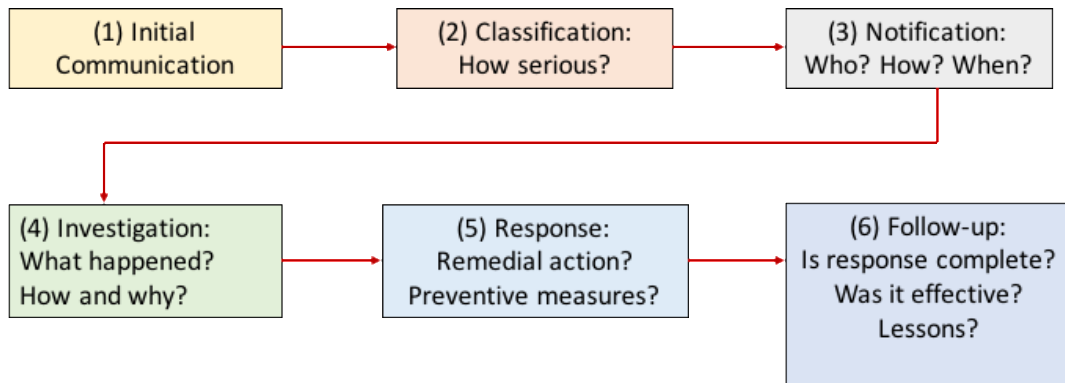 (1) Initial
Communication
(2) Classification:
How serious?
(3) Notification:
Who? How? When?
(4) Investigation:
What happened?
How and why?
(5) Response:
Remedial action?
Preventive measures?
(6) Follow-up:
Is response complete?
Was it effective?
Lessons?